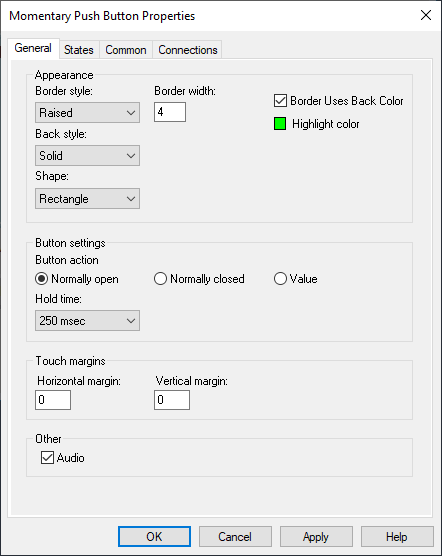 Momentary Push Button Properties
General States Common Connections
Appearance
Border style: Border width:
Raised 4 Border Uses Back Color
Back style: Highlight color
Solid
Shape:
Rectangle
Button settings
Button action
Normally open Normally closed Value
Hold time:
250 msec
Touch margins
Horizontal margin: Vertical margin:
0 0
Other
Audio
OK Cancel Apply Help